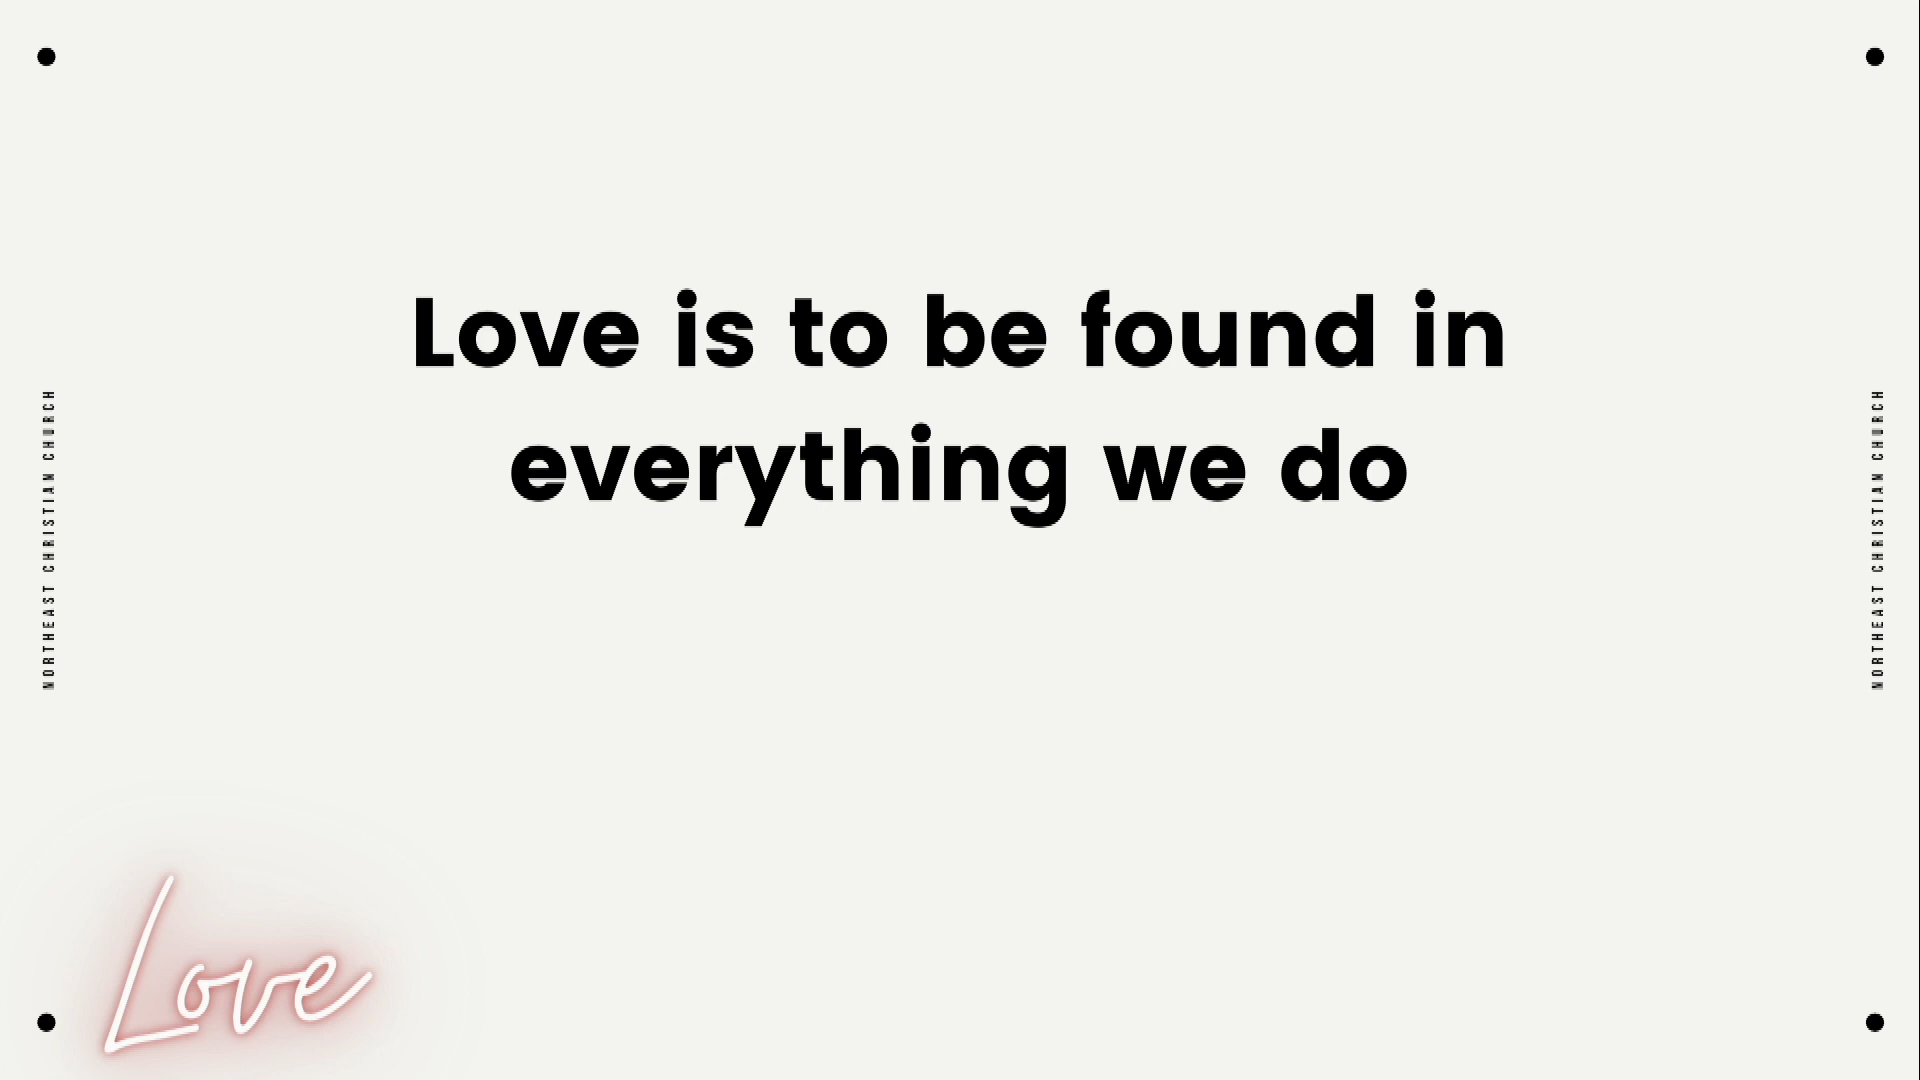 Love is to be found in
everything we do
NORTHEAST CHRISTIAN CHURCH
NORTHEAST CHRISTIAN CHURCH
Love